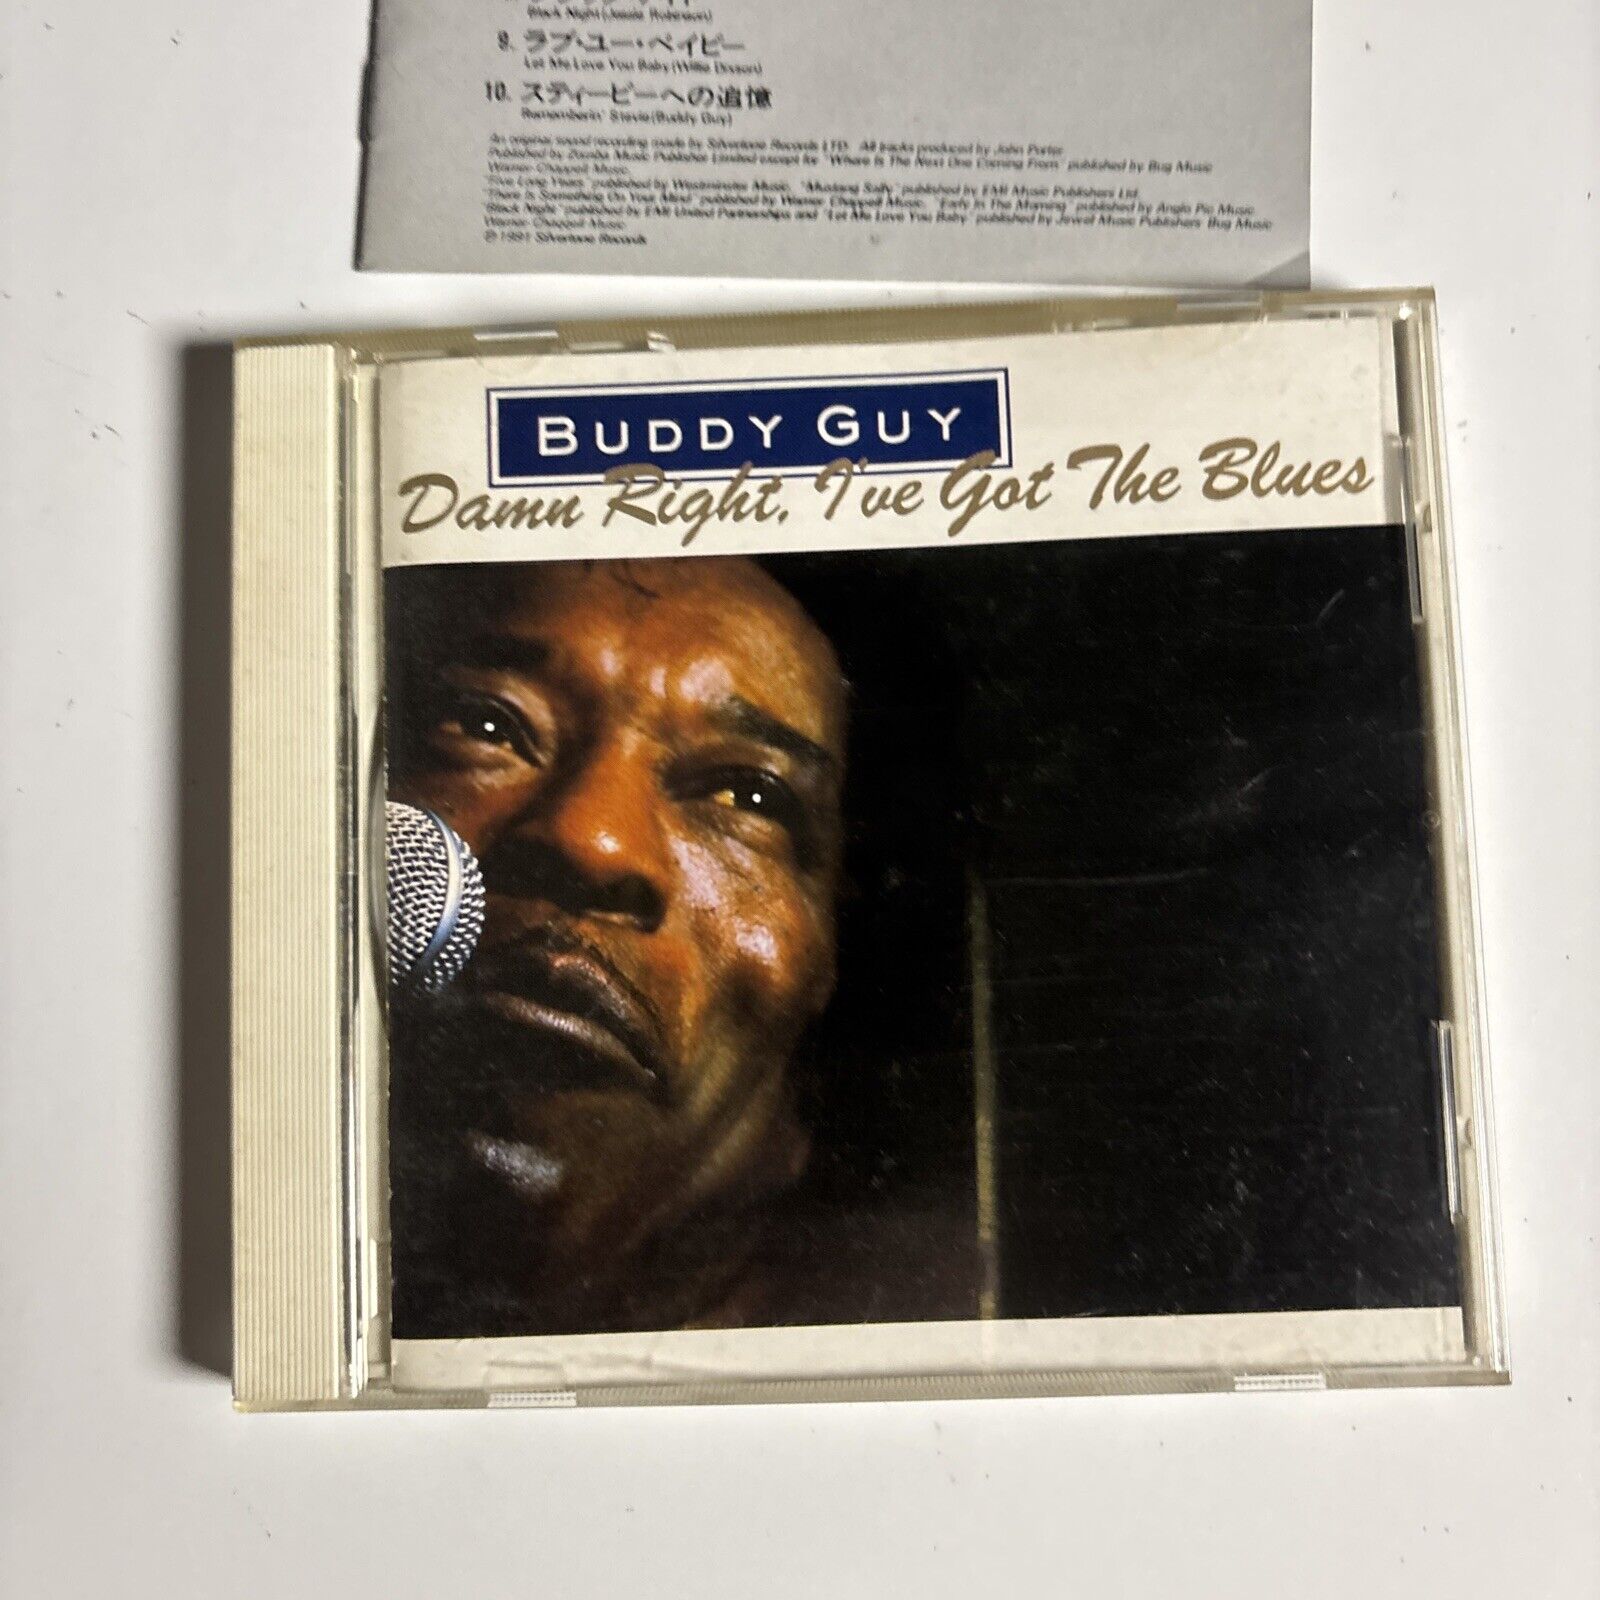 Black Night (Jessie Robinson)
9. ラブ・ユー・ベイビー
Let Me Love You Baby (Willie Dixson)
10. スティービーへの追憶
Rememberin' Stevie (Buddy Guy)
An original sound recording made by Silvertone Records LTD. All tracks produced by John Porter.
Published by Zomba Music Publisher Limited except for "Where Is The Next One Coming From" published by Bug Music
Warner Chappell Music.
"Five Long Years" published by Westminster Music. "Mustang Sally" published by EMI Music Publishers Ltd.
"There Is Something On Your Mind" published by Warner Chappell Music. "Early In The Morning" published by Anglo Pic Music.
"Black Night" published by EMI United Partnerships and "Let Me Love You Baby" published by Jewel Music Publishers Bug Music
Warner Chappell Music
℗ 1991 Silvertone Records
BUDDY GUY
Damn Right, I've Got The Blues